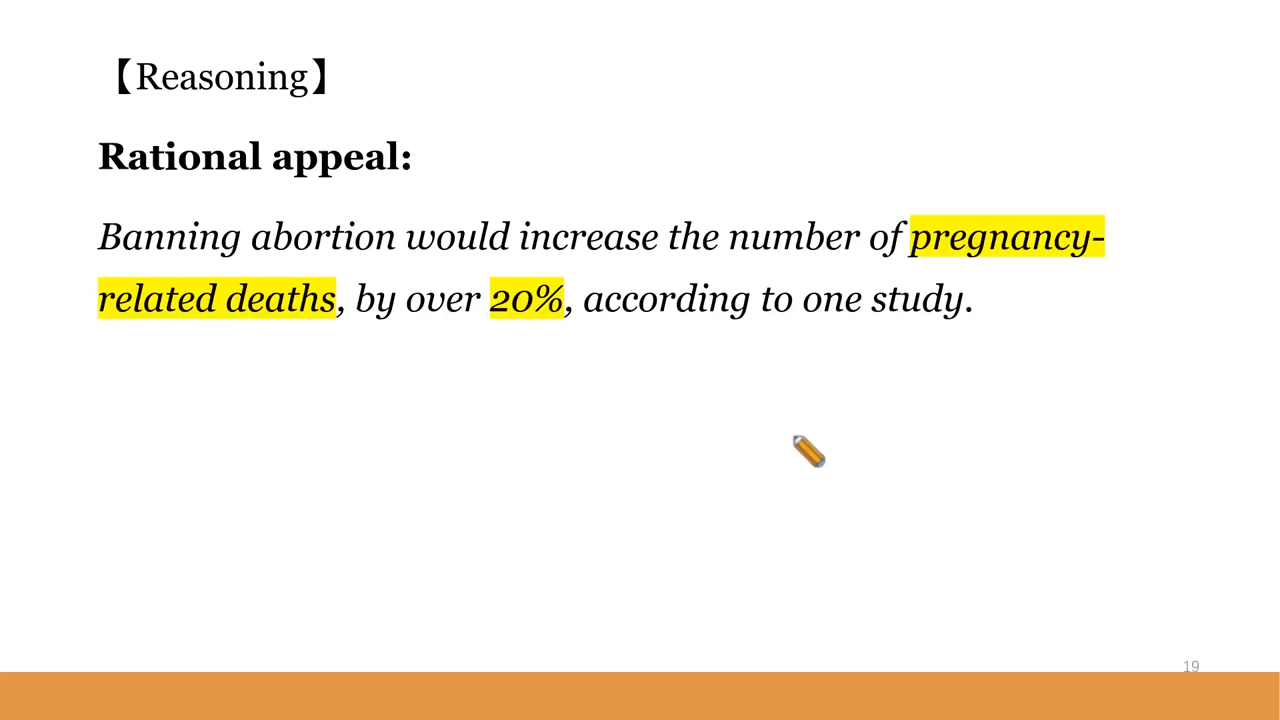 【Reasoning】
Rational appeal:
Banning abortion would increase the number of pregnancy-
related deaths, by over 20%, according to one study.
19